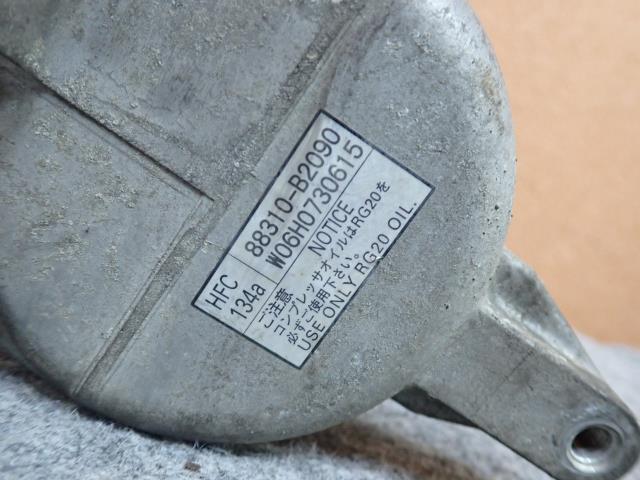 HFC
134a
88310-B2090
W06H0730615
ご注意 NOTICE
コンプレッサオイルはRG20を
必ずご使用下さい。
USE ONLY RG20 OIL.